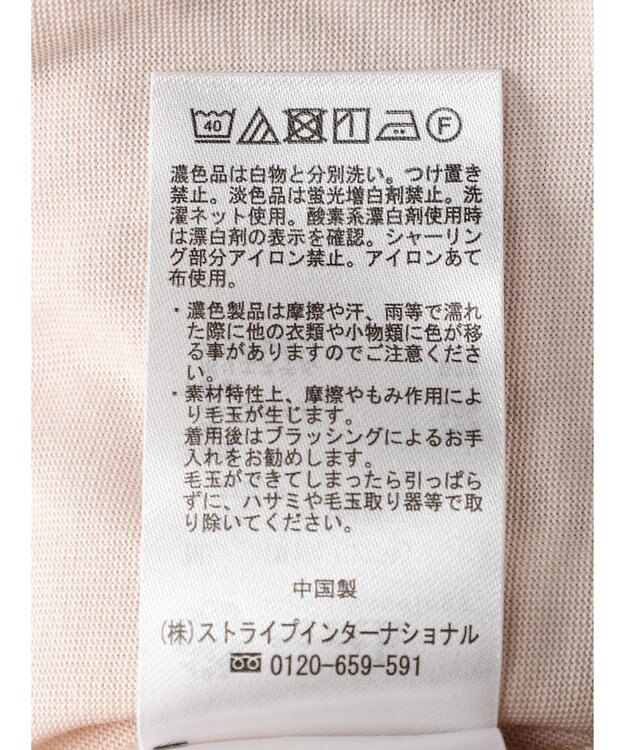 40 F
濃色品は白物と分別洗い。つけ置き
禁止。淡色品は蛍光増白剤禁止。洗
濯ネット使用。酸素系漂白剤使用時
は漂白剤の表示を確認。シャーリン
グ部分アイロン禁止。アイロンあて
布使用。
・濃色製品は摩擦や汗、雨等で濡れ
た際に他の衣類や小物類に色が移
る事がありますのでご注意くださ
い。
・素材特性上、摩擦やもみ作用によ
り毛玉が生じます。
着用後はブラッシングによるお手
入れをお勧めします。
毛玉ができてしまったら引っぱら
ずに、ハサミや毛玉取り器等で取
り除いてください。
中国製
(株)ストライプインターナショナル
0120-659-591